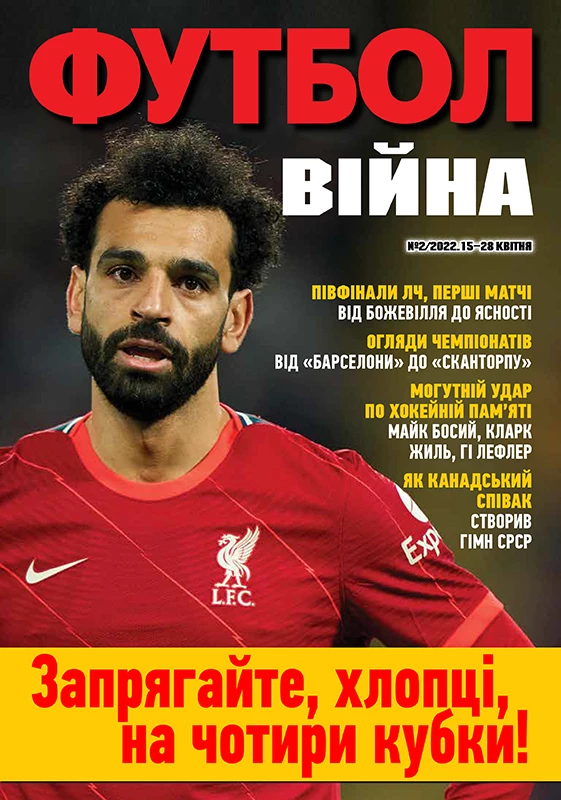 ФУТБОЛ
ВІЙНА
№2/2022. 15–28 КВІТНЯ
ПІВФІНАЛИ ЛЧ, ПЕРШІ МАТЧІ
ВІД БОЖЕВІЛЛЯ ДО ЯСНОСТІ
ОГЛЯДИ ЧЕМПІОНАТІВ
ВІД «БАРСЕЛОНИ» ДО «СКАНТОРПУ»
МОГУТНІЙ УДАР
ПО ХОКЕЙНІЙ ПАМ’ЯТІ
МАЙК БОСИЙ, КЛАРК
ЖИЛЬ, ГІ ЛЕФЛЕР
ЯК КАНАДСЬКИЙ
СПІВАК
СТВОРИВ
ГІМН СРСР
L.F.C.
Exp
Запрягайте, хлопці,
на чотири кубки!